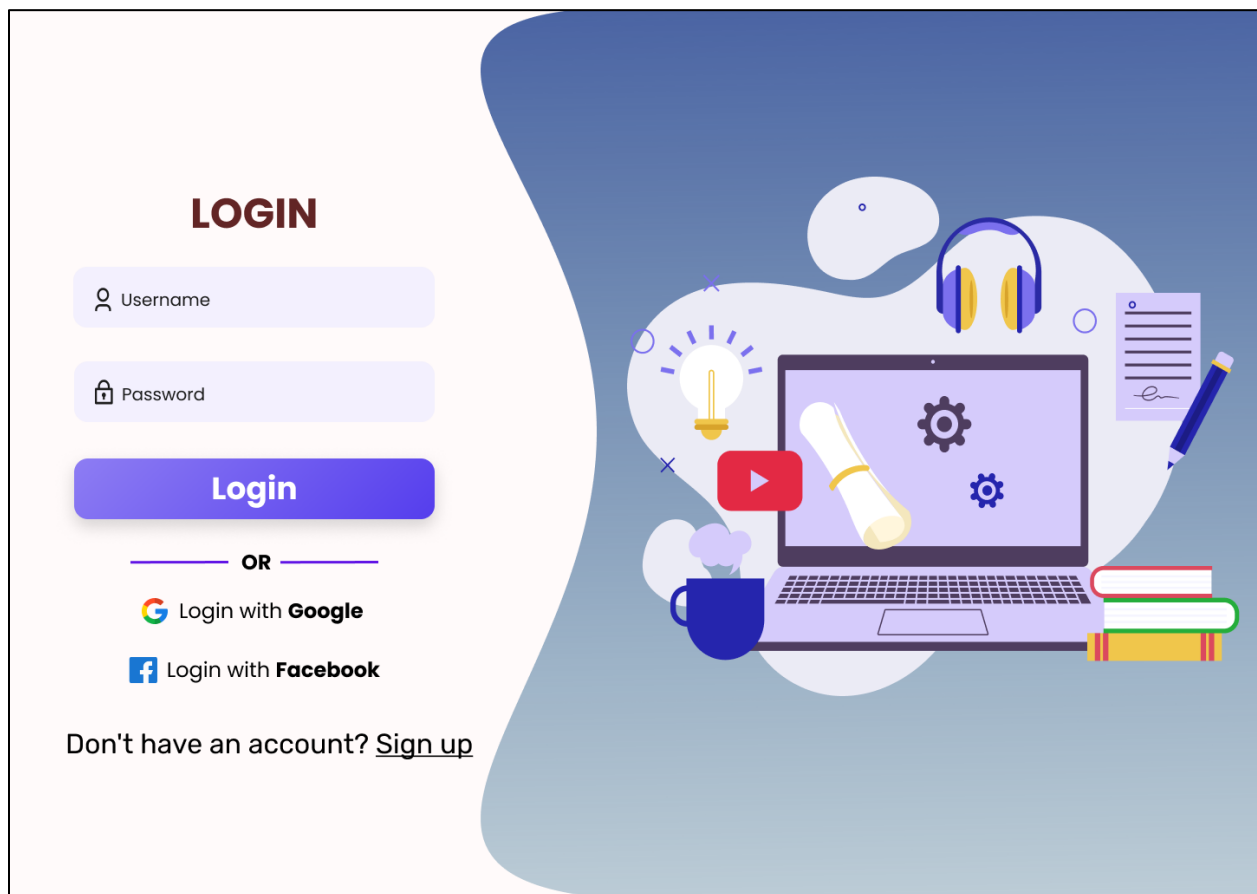 LOGIN
Username
Password
Login
OR
Login with Google
Login with Facebook
Don't have an account? Sign up